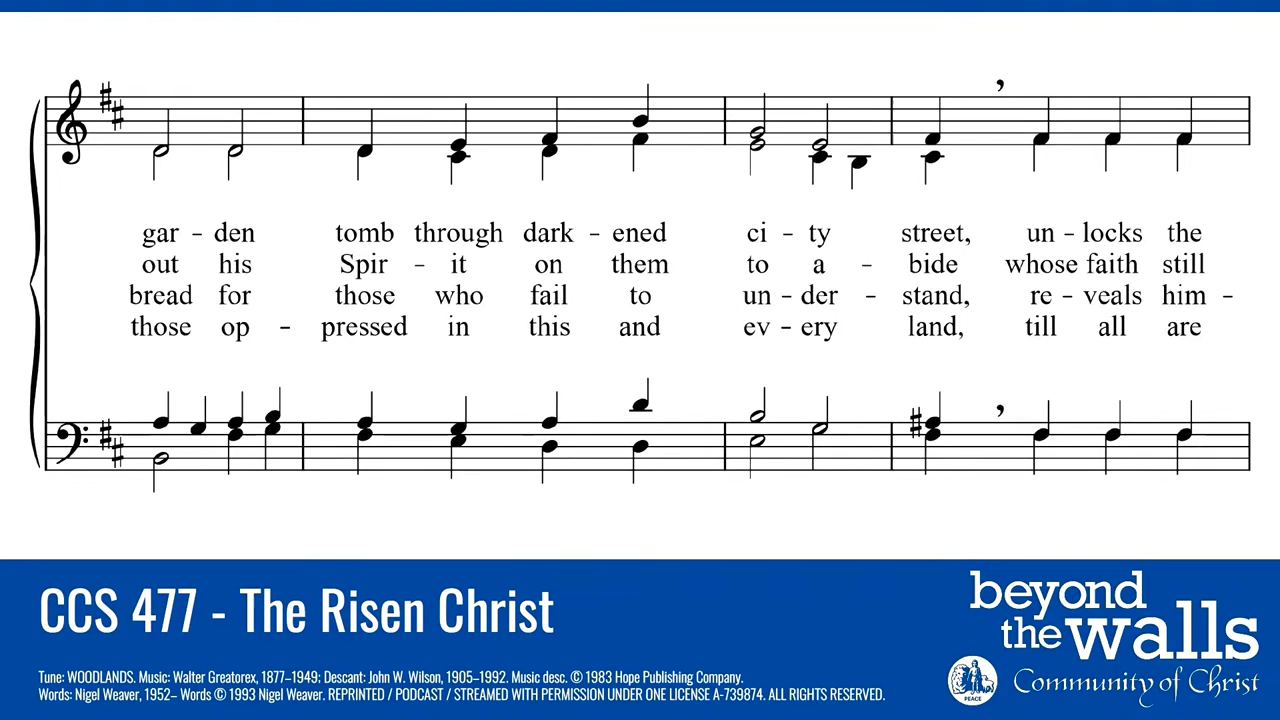 gar – den tomb through dark – ened ci – ty street, un – locks the
out his Spir – it on them to a – bide whose faith still
bread for those who fail to un – der – stand, re – veals him –
those op – pressed in this and ev – ery land, till all are
CCS 477 - The Risen Christ
Tune: WOODLANDS. Music: Walter Greatorex, 1877–1949; Descant: John W. Wilson, 1905–1992. Music desc. © 1983 Hope Publishing Company.
Words: Nigel Weaver, 1952– Words © 1993 Nigel Weaver. REPRINTED / PODCAST / STREAMED WITH PERMISSION UNDER ONE LICENSE A-739874. ALL RIGHTS RESERVED.
beyond
the walls
PEACE
Community of Christ